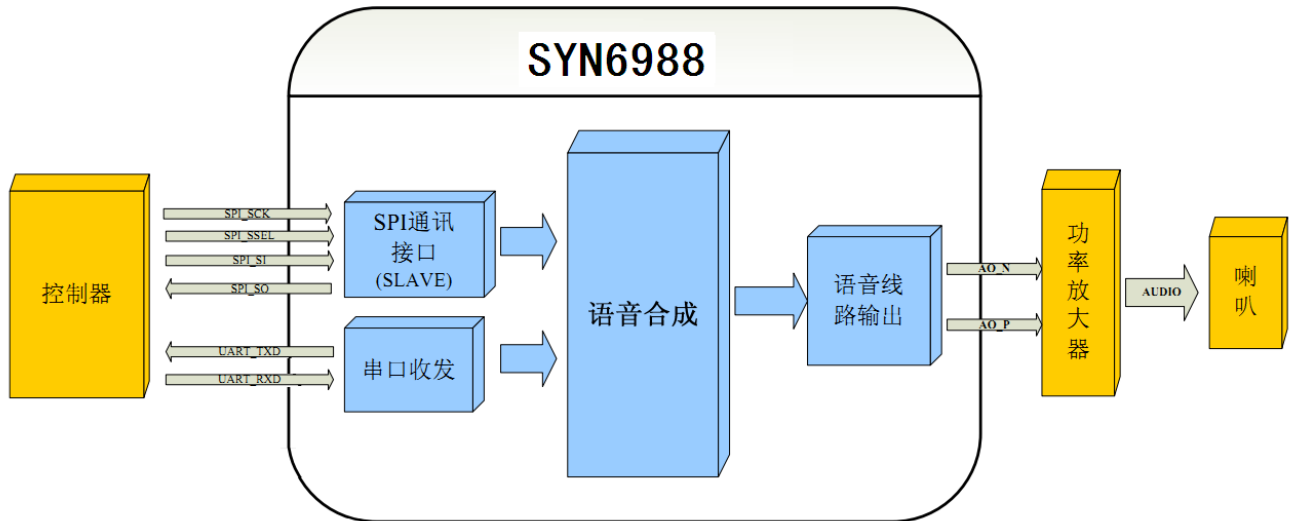 SYN6988
控制器
SPI_SCK
SPI_SSEL
SPI_SI
SPI_SO
UART_TXD
UART_RXD
SPI通讯
接口
(SLAVE)
串口收发
语音合成
语音线
路输出
AO_N
AO_P
功率放大器
AUDIO
喇叭